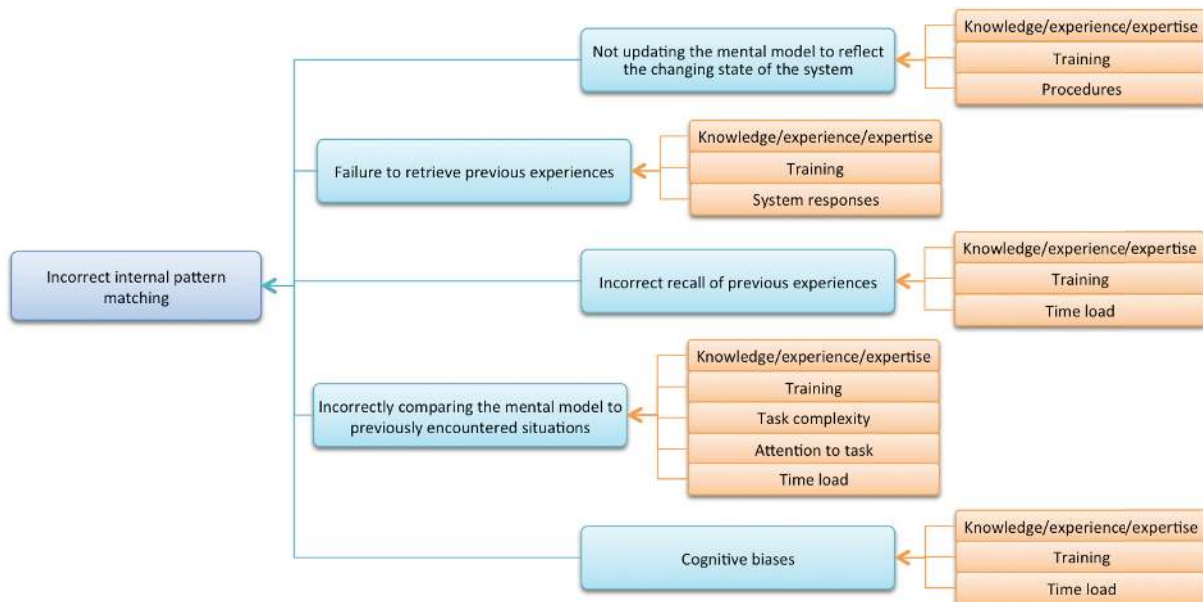 Not updating the mental model to reflect
the changing state of the system
Knowledge/experience/expertise
Training
Procedures
Failure to retrieve previous experiences
Knowledge/experience/expertise
Training
System responses
Incorrect internal pattern
matching
Incorrect recall of previous experiences
Knowledge/experience/expertise
Training
Time load
Incorrectly comparing the mental model to
previously encountered situations
Knowledge/experience/expertise
Training
Task complexity
Attention to task
Time load
Cognitive biases
Knowledge/experience/expertise
Training
Time load